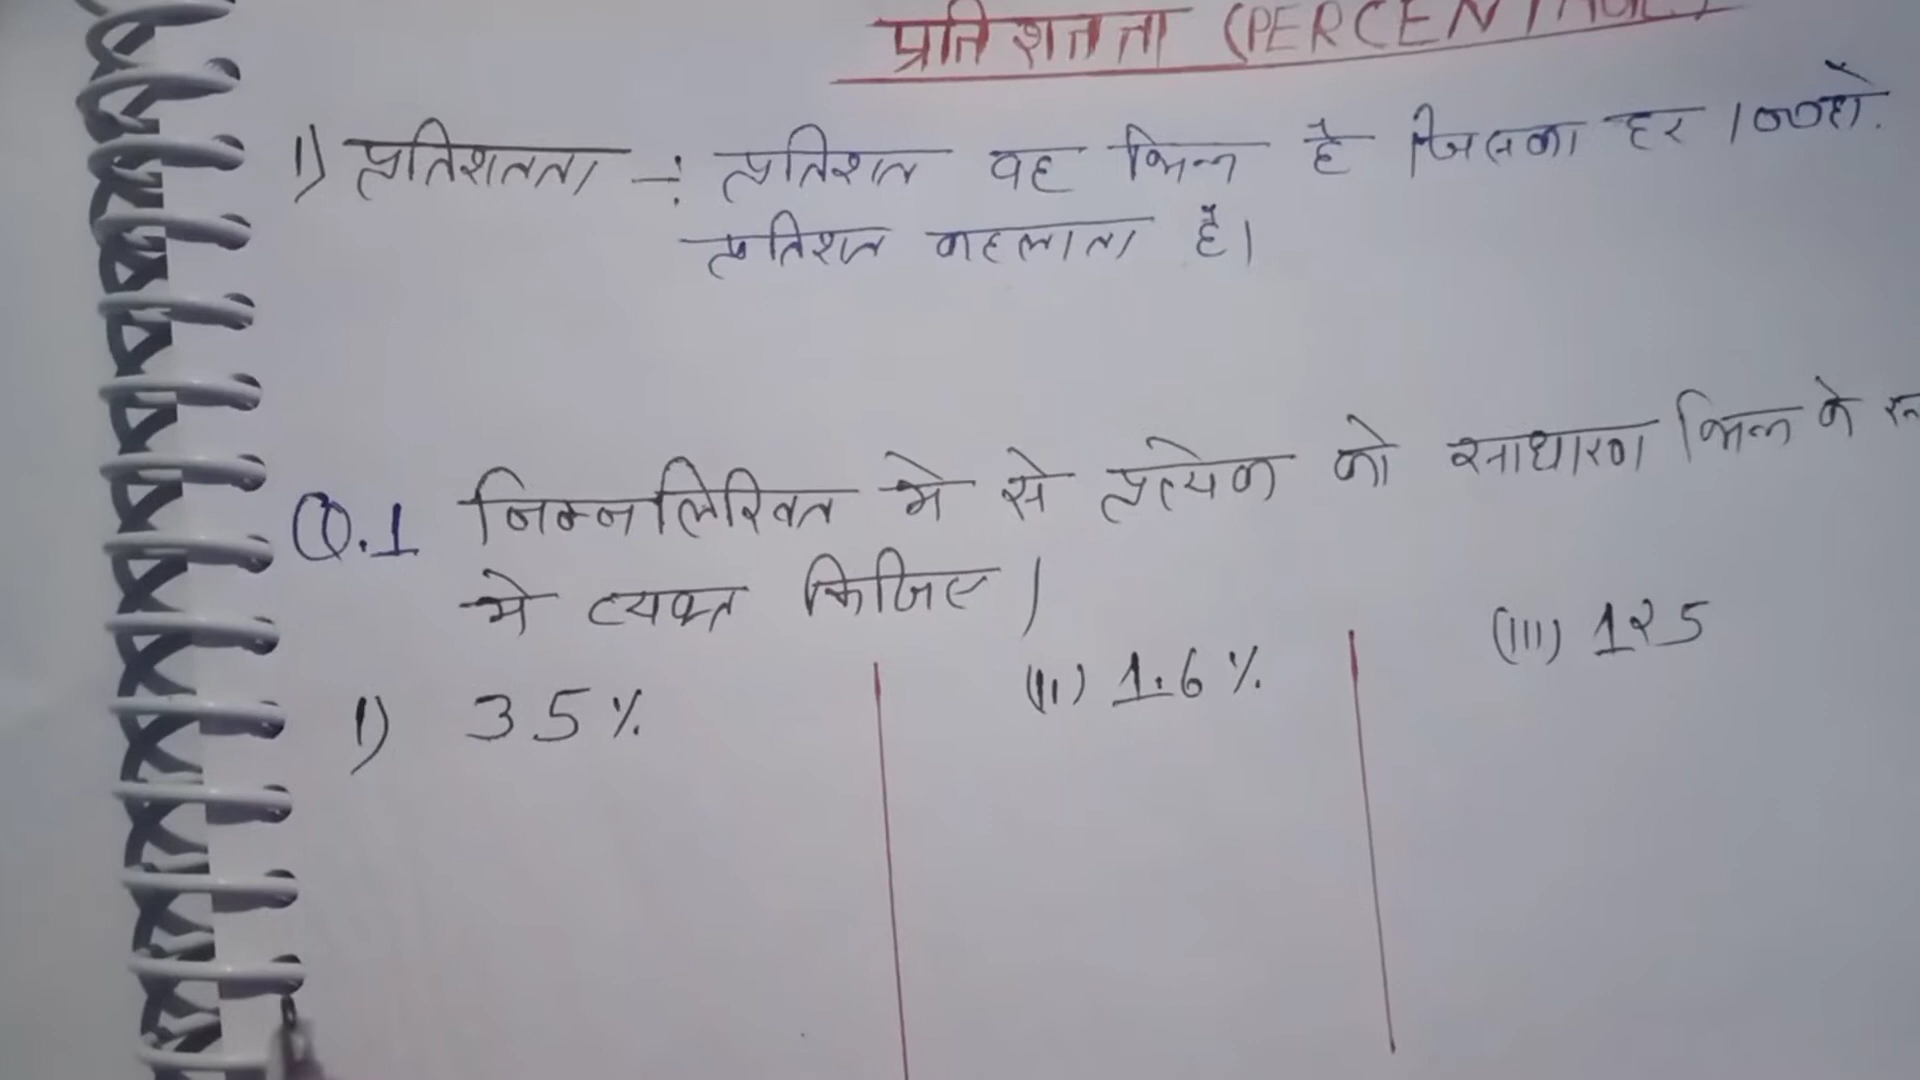 प्रतिशतता (PERCENTAGE)
1) प्रतिशतता -: प्रतिशत वह भिन्न है जिसका हर 100 हो.
प्रतिशत कहलाता है।
Q.1 निम्नलिखित मे से प्रत्येक को साधारण भिन्न के
मे व्यक्त किजिए।
1) 35%
(ii) 1.6%
(iii) 125